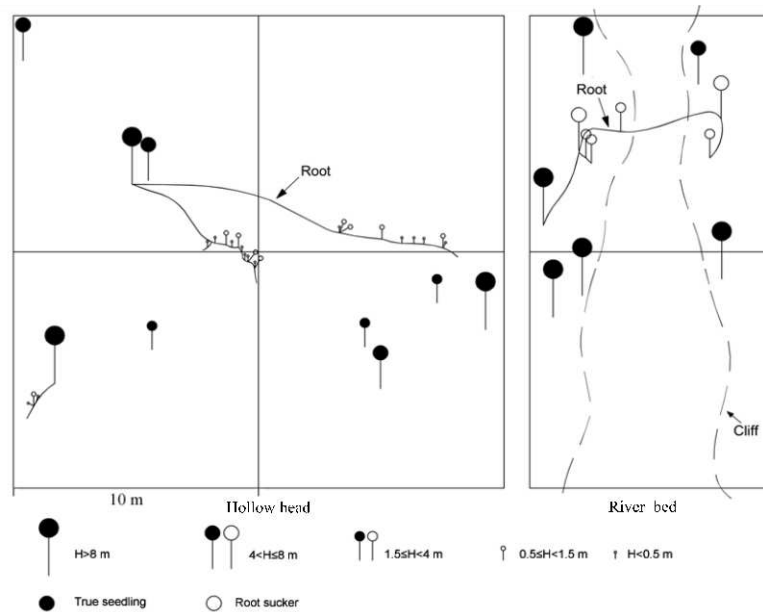 Root
Root
Cliff
10 m
Hollow head
River bed
H>8 m
4<H≤8 m
1.5≤H<4 m
0.5≤H<1.5 m
H<0.5 m
True seedling
Root sucker